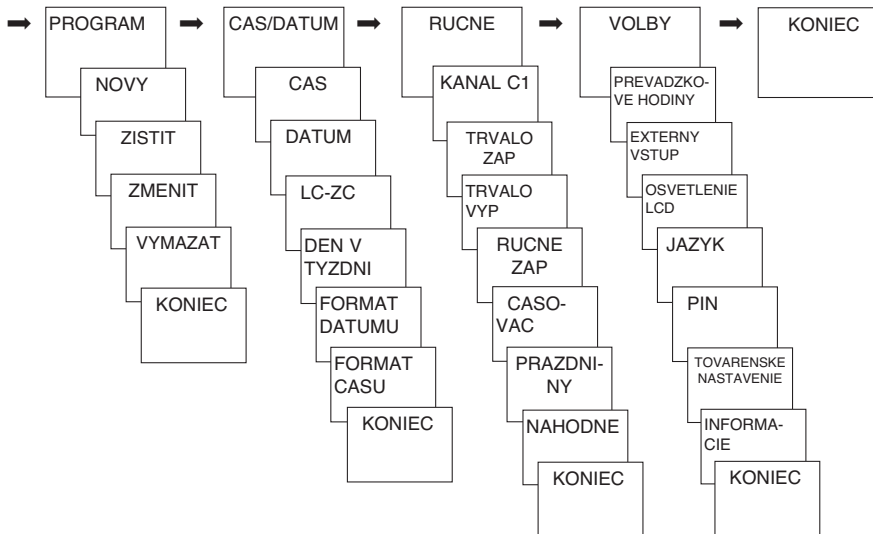 PROGRAM
NOVY
ZISTIT
ZMENIT
VYMAZAT
KONIEC
CAS/DATUM
CAS
DATUM
LC-ZC
DEN V
TYZDNI
FORMAT
DATUMU
FORMAT
CASU
KONIEC
RUCNE
KANAL C1
TRVALO
ZAP
TRVALO
VYP
RUCNE
ZAP
CASO-
VAC
PRAZDNI-
NY
NAHODNE
KONIEC
VOLBY
PREVADZKO-
VE HODINY
EXTERNY
VSTUP
OSVETLENIE
LCD
JAZYK
PIN
TOVARENSKE
NASTAVENIE
INFORMA-
CIE
KONIEC
KONIEC